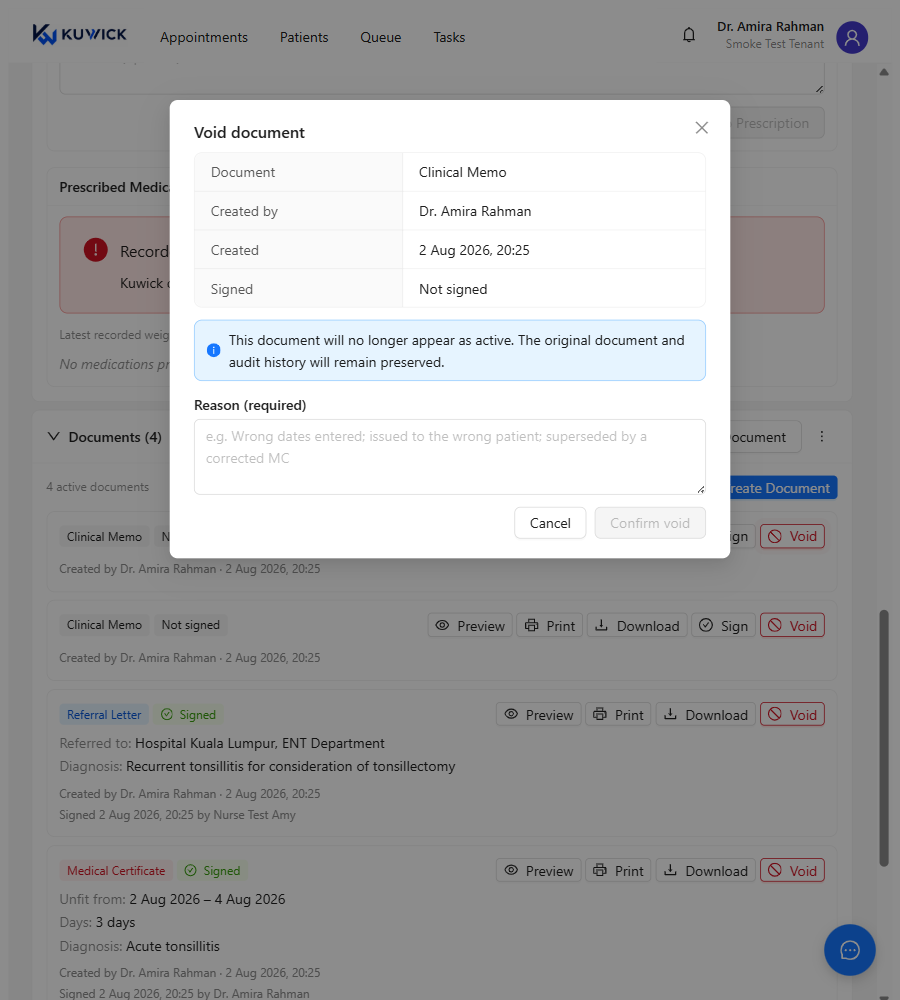 KUWICK
Appointments
Patients
Queue
Tasks
Dr. Amira Rahman
Smoke Test Tenant
Prescription
Prescribed
Record
Kuwick
Latest recorded
No medications
Void document
Document Clinical Memo
Created by Dr. Amira Rahman
Created 2 Aug 2026, 20:25
Signed Not signed
This document will no longer appear as active. The original document and
audit history will remain preserved.
Reason (required)
e.g. Wrong dates entered; issued to the wrong patient; superseded by a
corrected MC
Cancel
Confirm void
Documents (4)
4 active documents
Document
Clinical Memo
Void
Created by Dr. Amira Rahman · 2 Aug 2026, 20:25
Clinical Memo Not signed Preview Print Download Sign Void
Created by Dr. Amira Rahman · 2 Aug 2026, 20:25
Referral Letter Signed Preview Print Download Void
Referred to: Hospital Kuala Lumpur, ENT Department
Diagnosis: Recurrent tonsillitis for consideration of tonsillectomy
Created by Dr. Amira Rahman · 2 Aug 2026, 20:25
Signed 2 Aug 2026, 20:25 by Nurse Test Amy
Medical Certificate Signed Preview Print Download Void
Unfit from: 2 Aug 2026 – 4 Aug 2026
Days: 3 days
Diagnosis: Acute tonsillitis
Created by Dr. Amira Rahman · 2 Aug 2026, 20:25
Signed 2 Aug 2026, 20:25 by Dr. Amira Rahman